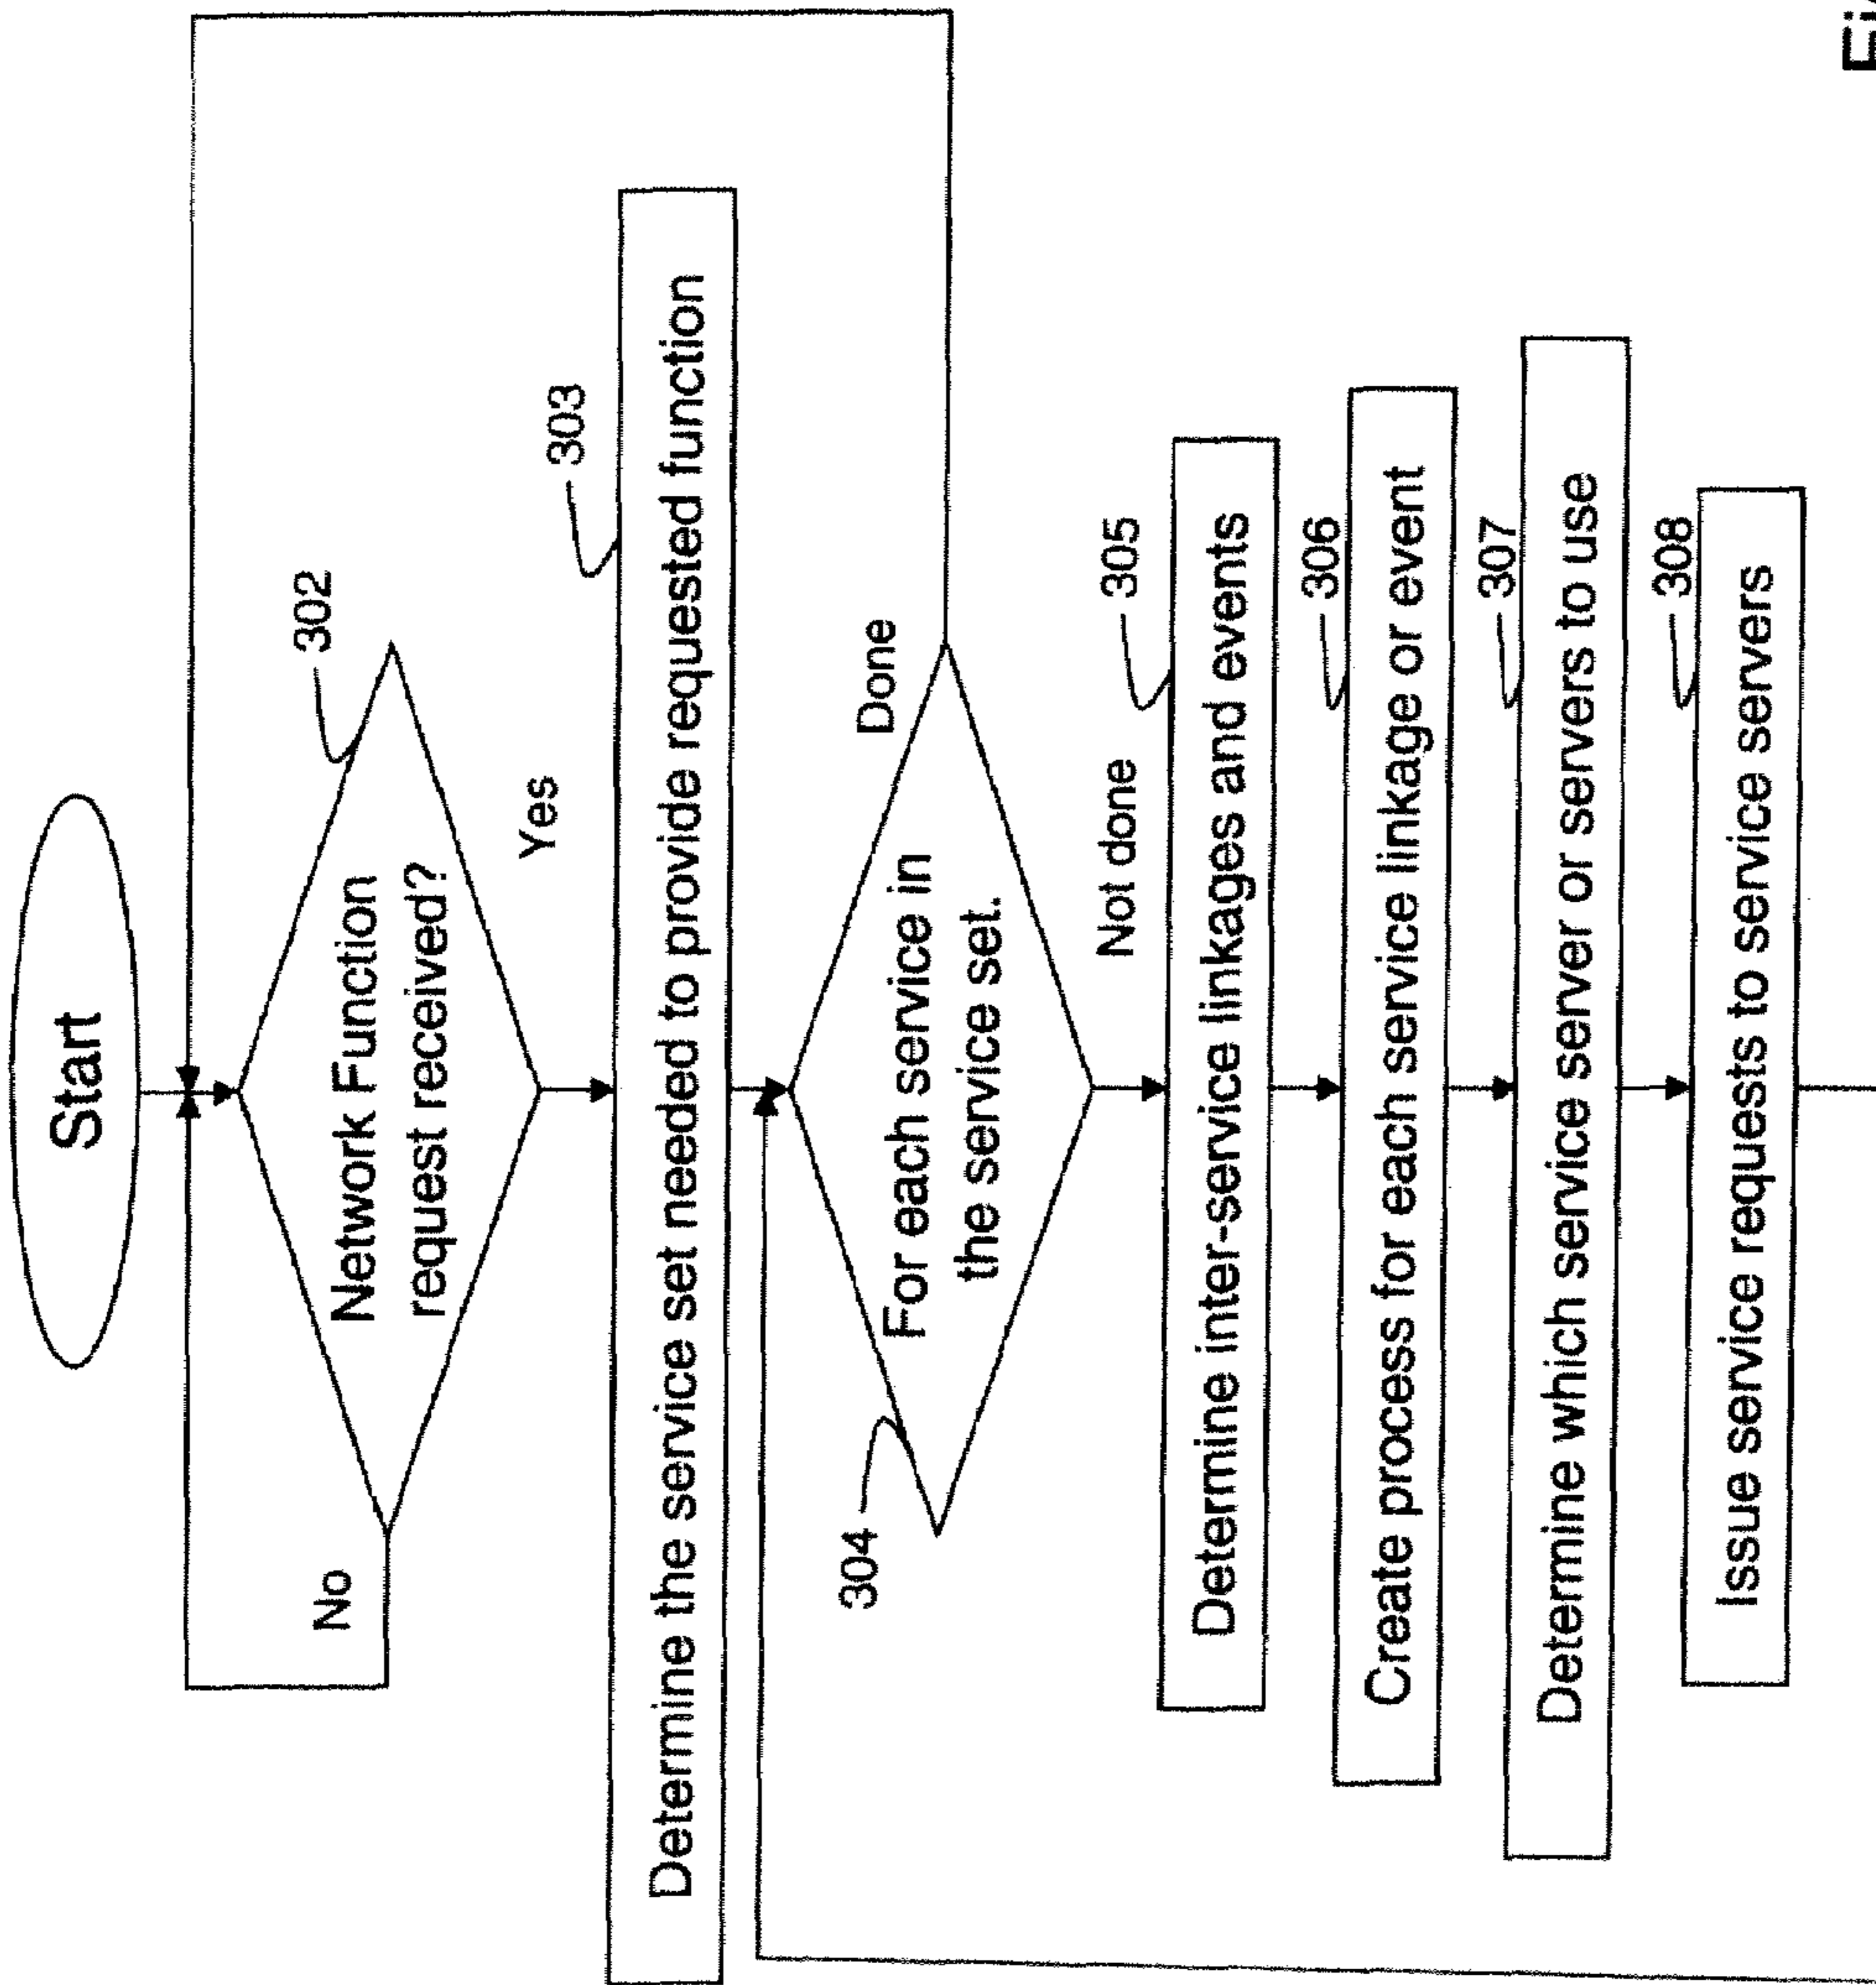 Start
302
Network Function
request received?
No
Yes
303
Determine the service set needed to provide requested function
304
For each service in
the service set.
Done
Not done
305
Determine inter-service linkages and events
306
Create process for each service linkage or event
307
Determine which service server or servers to use
308
Issue service requests to service servers